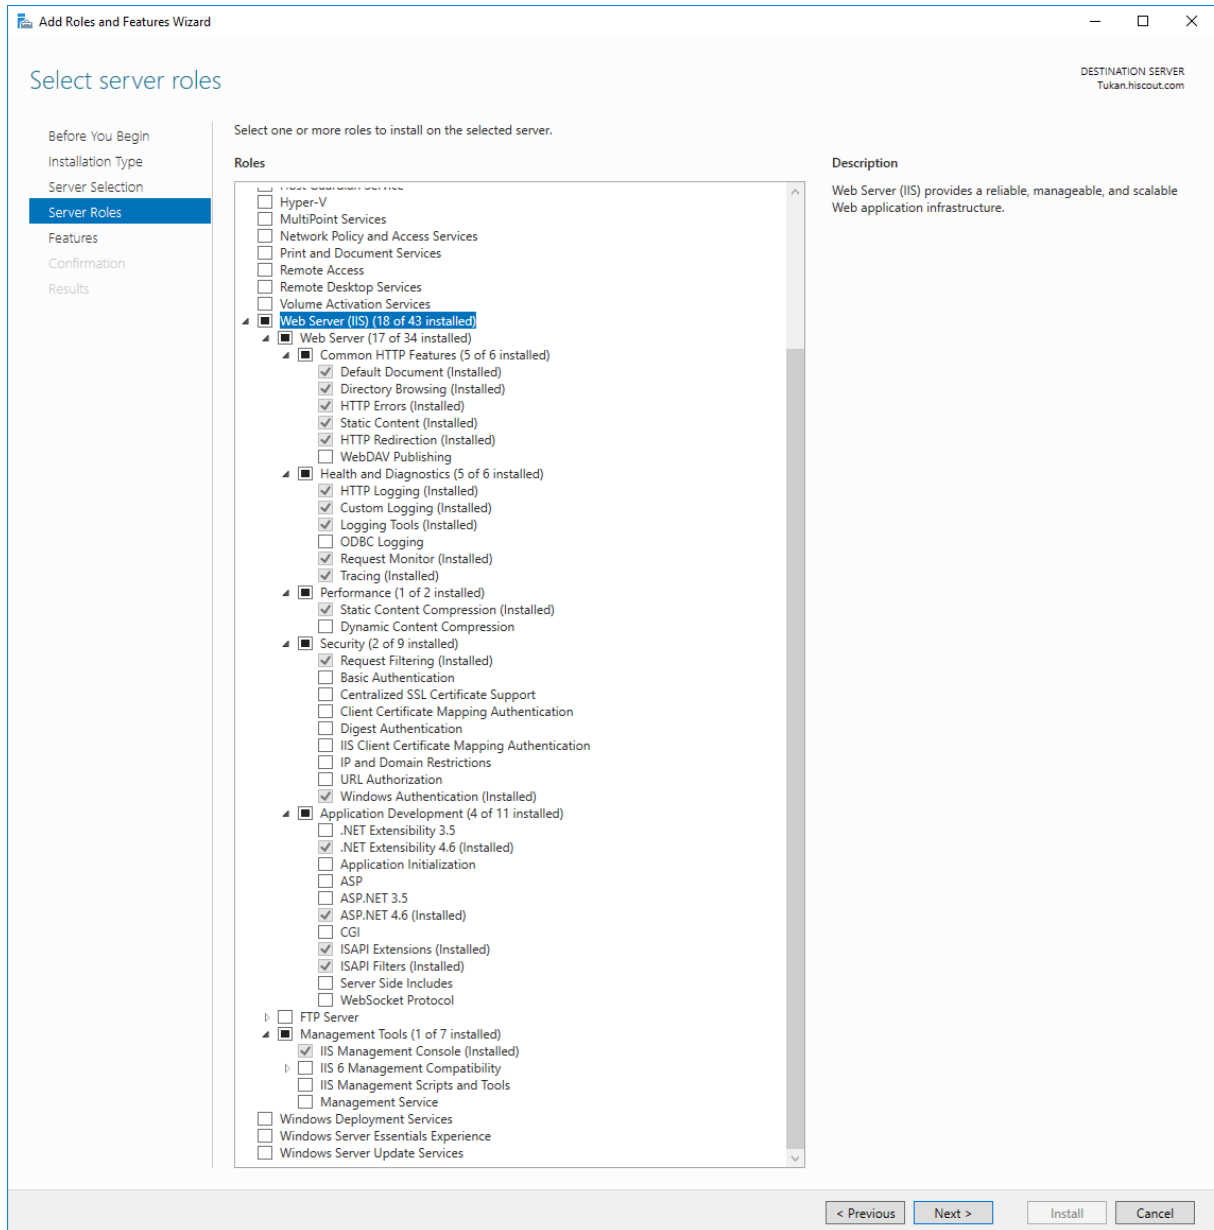 Add Roles and Features Wizard
Select server roles
DESTINATION SERVER
Tukan.hiscout.com
Before You Begin
Installation Type
Server Selection
Server Roles
Features
Confirmation
Results
Select one or more roles to install on the selected server.
Roles
Host Guardian Service
Hyper-V
MultiPoint Services
Network Policy and Access Services
Print and Document Services
Remote Access
Remote Desktop Services
Volume Activation Services
Web Server (IIS) (18 of 43 installed)
Web Server (17 of 34 installed)
Common HTTP Features (5 of 6 installed)
Default Document (Installed)
Directory Browsing (Installed)
HTTP Errors (Installed)
Static Content (Installed)
HTTP Redirection (Installed)
WebDAV Publishing
Health and Diagnostics (5 of 6 installed)
HTTP Logging (Installed)
Custom Logging (Installed)
Logging Tools (Installed)
ODBC Logging
Request Monitor (Installed)
Tracing (Installed)
Performance (1 of 2 installed)
Static Content Compression (Installed)
Dynamic Content Compression
Security (2 of 9 installed)
Request Filtering (Installed)
Basic Authentication
Centralized SSL Certificate Support
Client Certificate Mapping Authentication
Digest Authentication
IIS Client Certificate Mapping Authentication
IP and Domain Restrictions
URL Authorization
Windows Authentication (Installed)
Application Development (4 of 11 installed)
.NET Extensibility 3.5
.NET Extensibility 4.6 (Installed)
Application Initialization
ASP
ASP.NET 3.5
ASP.NET 4.6 (Installed)
CGI
ISAPI Extensions (Installed)
ISAPI Filters (Installed)
Server Side Includes
WebSocket Protocol
FTP Server
Management Tools (1 of 7 installed)
IIS Management Console (Installed)
IIS 6 Management Compatibility
IIS Management Scripts and Tools
Management Service
Windows Deployment Services
Windows Server Essentials Experience
Windows Server Update Services
Description
Web Server (IIS) provides a reliable, manageable, and scalable
Web application infrastructure.
< Previous
Next >
Install
Cancel